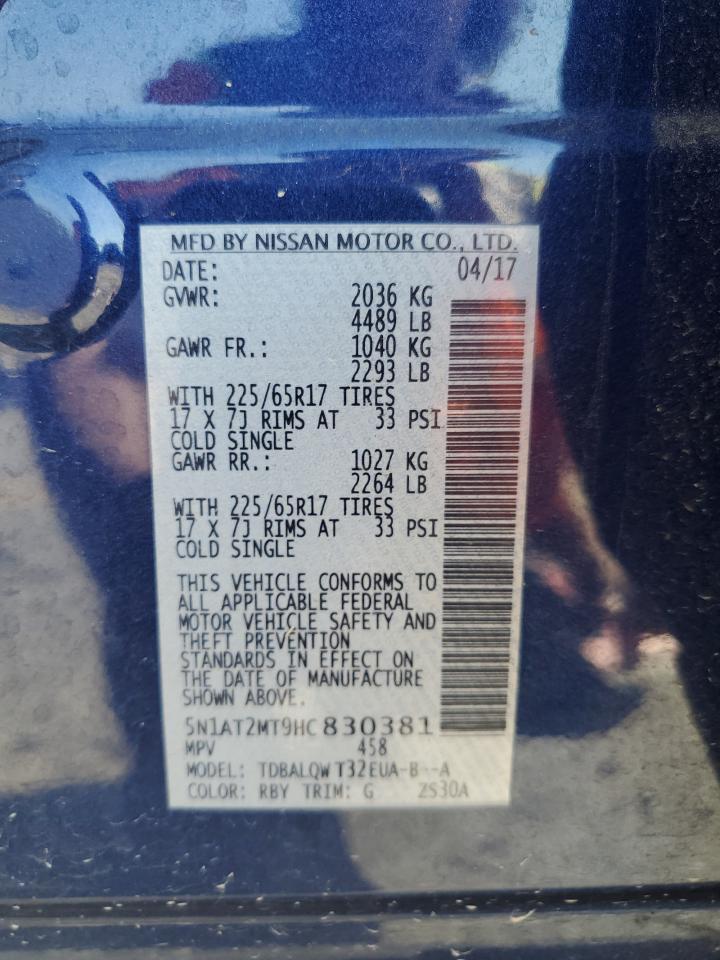 MFD BY NISSAN MOTOR CO., LTD.
DATE: 04/17
GVWR: 2036 KG
4489 LB
GAWR FR.: 1040 KG
2293 LB
WITH 225/65R17 TIRES
17 X 7J RIMS AT 33 PSI
COLD SINGLE
GAWR RR.: 1027 KG
2264 LB
WITH 225/65R17 TIRES
17 X 7J RIMS AT 33 PSI
COLD SINGLE
THIS VEHICLE CONFORMS TO
ALL APPLICABLE FEDERAL
MOTOR VEHICLE SAFETY AND
THEFT PREVENTION
STANDARDS IN EFFECT ON
THE DATE OF MANUFACTURE
SHOWN ABOVE.
5N1AT2MT9HC830381
MPV 458
MODEL: TDBALQW T32EUA-B--A
COLOR: RBY TRIM: G 2S30A